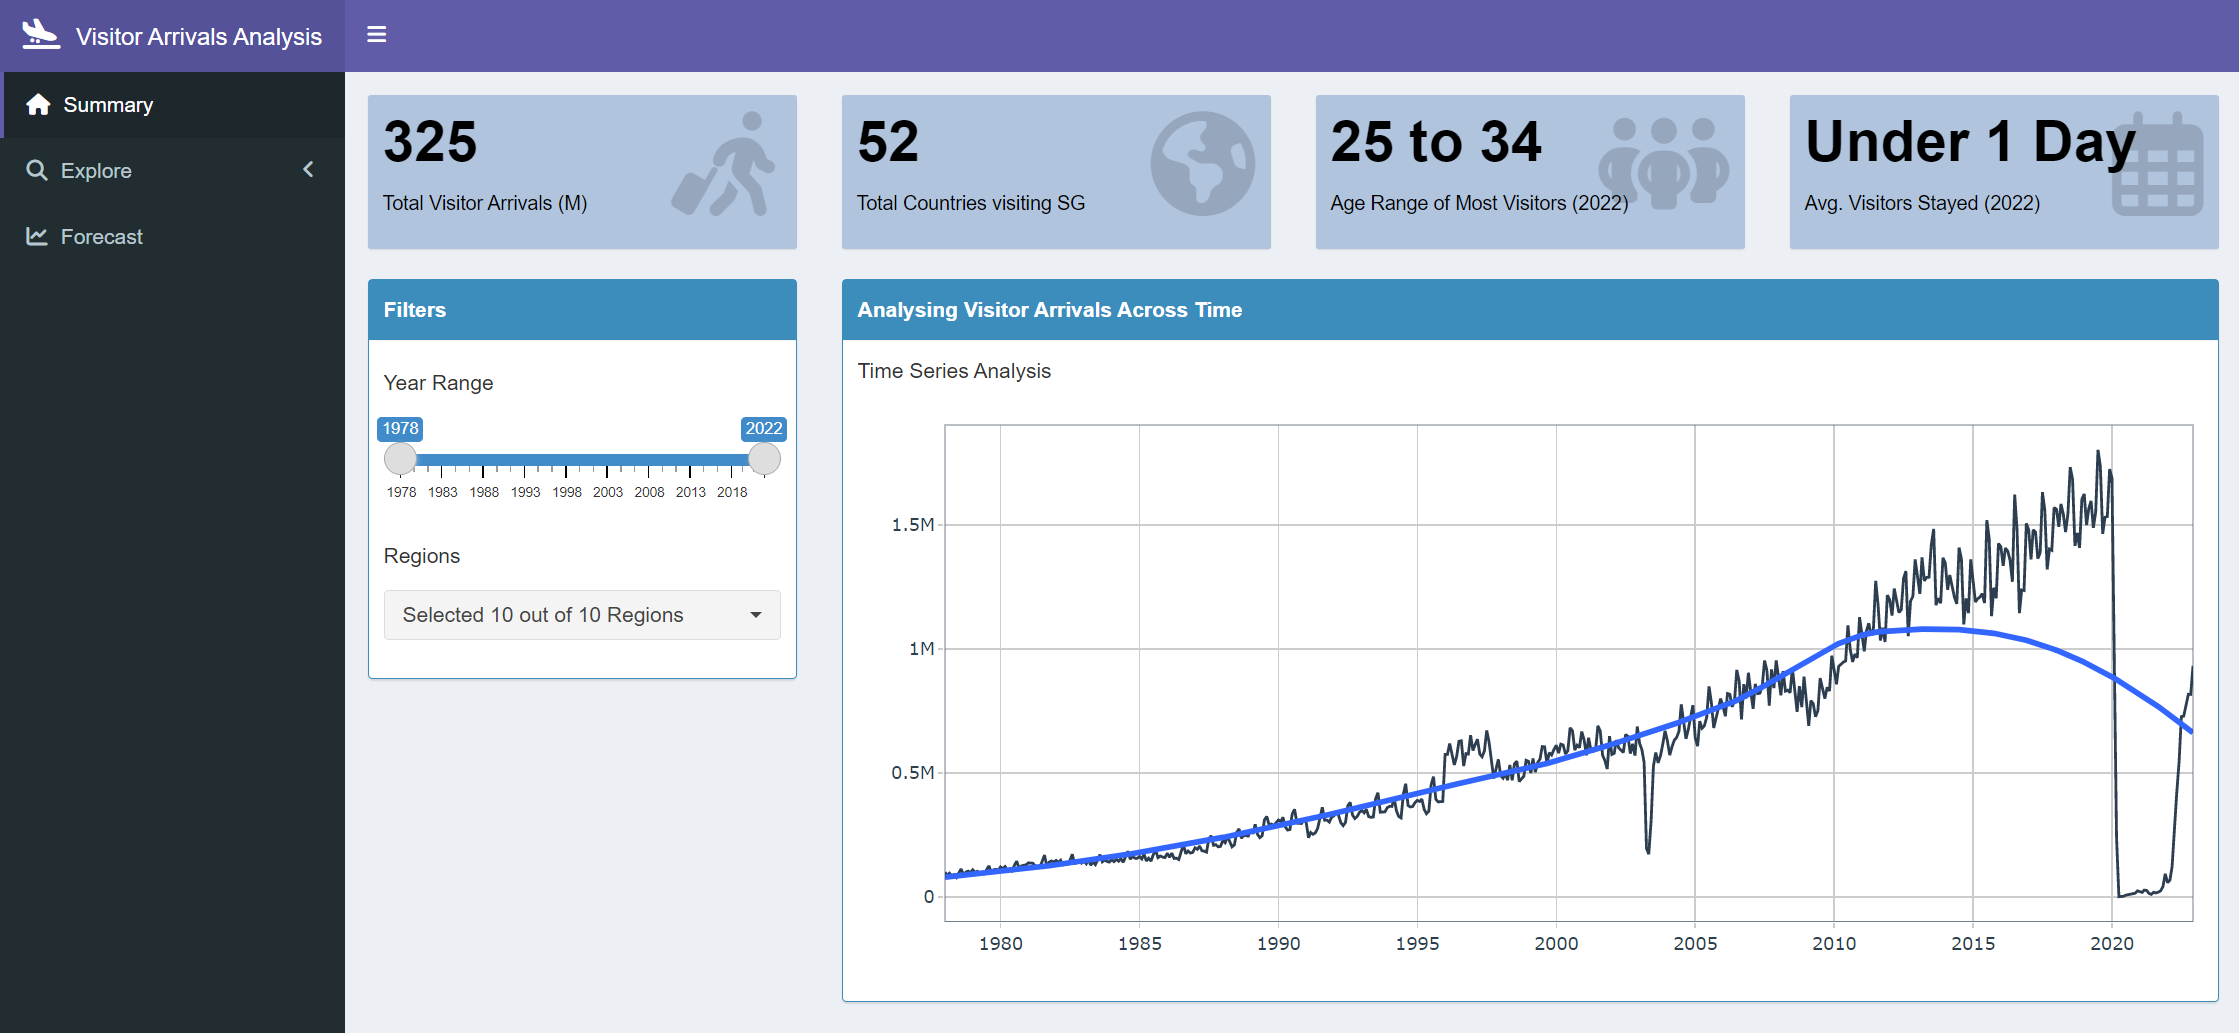 Visitor Arrivals Analysis
Summary
Explore
Forecast
325
Total Visitor Arrivals (M)
52
Total Countries visiting SG
25 to 34
Age Range of Most Visitors (2022)
Under 1 Day
Avg. Visitors Stayed (2022)
Filters
Year Range
1978 2022
1978 1983 1988 1993 1998 2003 2008 2013 2018
Regions
Selected 10 out of 10 Regions
Analysing Visitor Arrivals Across Time
Time Series Analysis
1.5M
1M
0.5M
0
1980 1985 1990 1995 2000 2005 2010 2015 2020